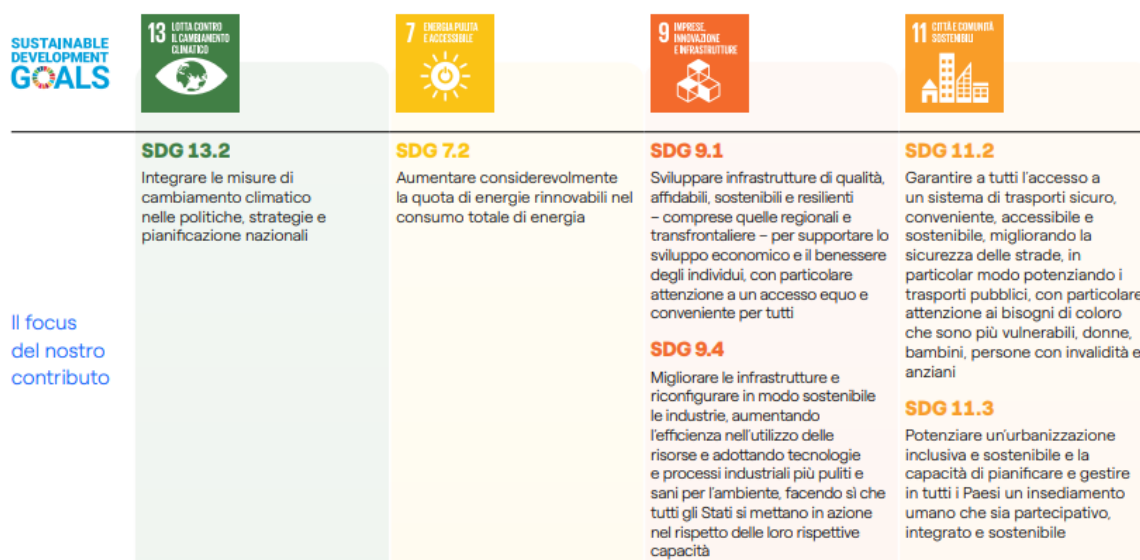 SUSTAINABLE
DEVELOPMENT
GOALS
13 LOTTA CONTRO
IL CAMBIAMENTO
CLIMATICO
7 ENERGIA PULITA
E ACCESSIBILE
9 IMPRESE,
INNOVAZIONE
E INFRASTRUTTURE
11 CITTÀ E COMUNITÀ
SOSTENIBILI
Il focus
del nostro
contributo
SDG 13.2
Integrare le misure di
cambiamento climatico
nelle politiche, strategie e
pianificazione nazionali
SDG 7.2
Aumentare considerevolmente
la quota di energie rinnovabili nel
consumo totale di energia
SDG 9.1
Sviluppare infrastrutture di qualità,
affidabili, sostenibili e resilienti
– comprese quelle regionali e
transfrontaliere – per supportare lo
sviluppo economico e il benessere
degli individui, con particolare
attenzione a un accesso equo e
conveniente per tutti
SDG 9.4
Migliorare le infrastrutture e
riconfigurare in modo sostenibile
le industrie, aumentando
l'efficienza nell'utilizzo delle
risorse e adottando tecnologie
e processi industriali più puliti e
sani per l'ambiente, facendo sì che
tutti gli Stati si mettano in azione
nel rispetto delle loro rispettive
capacità
SDG 11.2
Garantire a tutti l'accesso a
un sistema di trasporti sicuro,
conveniente, accessibile e
sostenibile, migliorando la
sicurezza delle strade, in
particolar modo potenziando i
trasporti pubblici, con particolare
attenzione ai bisogni di coloro
che sono più vulnerabili, donne,
bambini, persone con invalidità e
anziani
SDG 11.3
Potenziare un'urbanizzazione
inclusiva e sostenibile e la
capacità di pianificare e gestire
in tutti i Paesi un insediamento
umano che sia partecipativo,
integrato e sostenibile